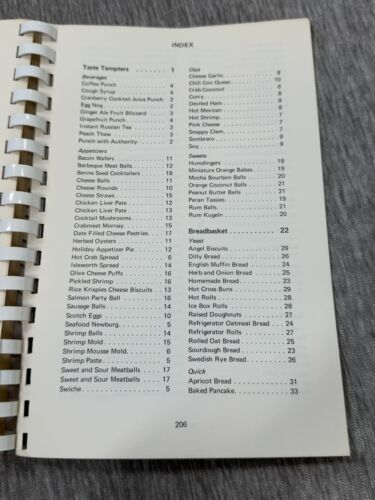 INDEX
Taste Tempters . . . . . . . 1
Beverages
Coffee Punch . . . . . . . . . 4
Cough Syrup . . . . . . . . . 4
Cranberry Cocktail Juice Punch 2
Egg Nog . . . . . . . . . . . 2
Ginger Ale Fruit Blizzard . . . 3
Grapefruit Punch . . . . . . . 4
Instant Russian Tea . . . . . . 3
Peach Thaw . . . . . . . . . 3
Punch with Authority . . . . . 2
Appetizers
Bacon Wafers . . . . . . . . . 11
Barbeque Meat Balls . . . . . 12
Benne Seed Cocktailers . . . . 18
Cheese Balls . . . . . . . . . 11
Cheese Rounds . . . . . . . . 10
Cheese Straws . . . . . . . . 15
Chicken Liver Pate . . . . . . 12
Chicken Liver Pate . . . . . . 13
Cocktail Mushrooms . . . . . 13
Crabmeat Mornay . . . . . . . 15
Date Filled Cheese Pastries . . . 17
Herbed Oysters . . . . . . . . 11
Holiday Appetizer Pie . . . . . 12
Hot Crab Spread . . . . . . . 6
Isleworth Spread . . . . . . . 14
Olive Cheese Puffs . . . . . . 16
Pickled Shrimp . . . . . . . . 16
Rice Krispies Cheese Biscuits . . 13
Salmon Party Ball . . . . . . . 16
Sausage Balls . . . . . . . . . 14
Scotch Eggs . . . . . . . . . 10
Seafood Newburg . . . . . . . 5
Shrimp Balls . . . . . . . . . 14
Shrimp Mold . . . . . . . . . 15
Shrimp Mousse Mold . . . . . 6
Shrimp Paste . . . . . . . . . 5
Sweet and Sour Meatballs . . . 17
Sweet and Sour Meatballs . . . 17
Swiche . . . . . . . . . . . . 5
Dips
Cheese Garlic . . . . . . . . . 8
Chili Con Queso . . . . . . . 10
Crab-Coconut . . . . . . . . 6
Curry . . . . . . . . . . . . 8
Deviled Ham . . . . . . . . . 9
Hot Mexican . . . . . . . . . 8
Hot Shrimp . . . . . . . . . . 7
Pink Cheese . . . . . . . . . 7
Snappy Clam . . . . . . . . . 7
Sombrero . . . . . . . . . . 9
Soy . . . . . . . . . . . . . 9
Sweets
Humdingers . . . . . . . . . 18
Miniature Orange Babes . . . . 19
Mocha Bourbon Balls . . . . . 20
Orange Coconut Balls . . . . . 21
Peanut Butter Balls . . . . . . 21
Pecan Tassies . . . . . . . . . 19
Rum Balls . . . . . . . . . . 21
Rum Kugeln . . . . . . . . . 20
Breadbasket . . . . . . . . 22
Yeast
Angel Biscuits . . . . . . . . 29
Dilly Bread . . . . . . . . . . 26
English Muffin Bread . . . . . 24
Herb and Onion Bread . . . . . 25
Homemade Bread . . . . . . . 23
Hot Cross Buns . . . . . . . . 29
Hot Rolls . . . . . . . . . . 28
Ice Box Rolls . . . . . . . . . 28
Raised Doughnuts . . . . . . . 27
Refrigerator Oatmeal Bread . . . 24
Refrigerator Rolls . . . . . . . 27
Rolled Oat Bread . . . . . . . 25
Sourdough Bread . . . . . . . 23
Swedish Rye Bread . . . . . . 26
Quick
Apricot Bread . . . . . . . . . 31
Baked Pancake . . . . . . . . 33
206